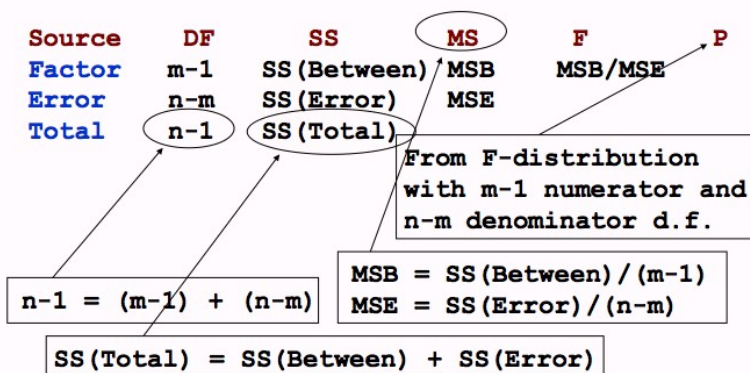 Source DF SS MS F P
Factor m-1 SS(Between) MSB MSB/MSE
Error n-m SS(Error) MSE
Total n-1 SS(Total)
From F-distribution
with m-1 numerator and
n-m denominator d.f.
MSB = SS(Between)/(m-1)
MSE = SS(Error)/(n-m)
n-1 = (m-1) + (n-m)
SS(Total) = SS(Between) + SS(Error)